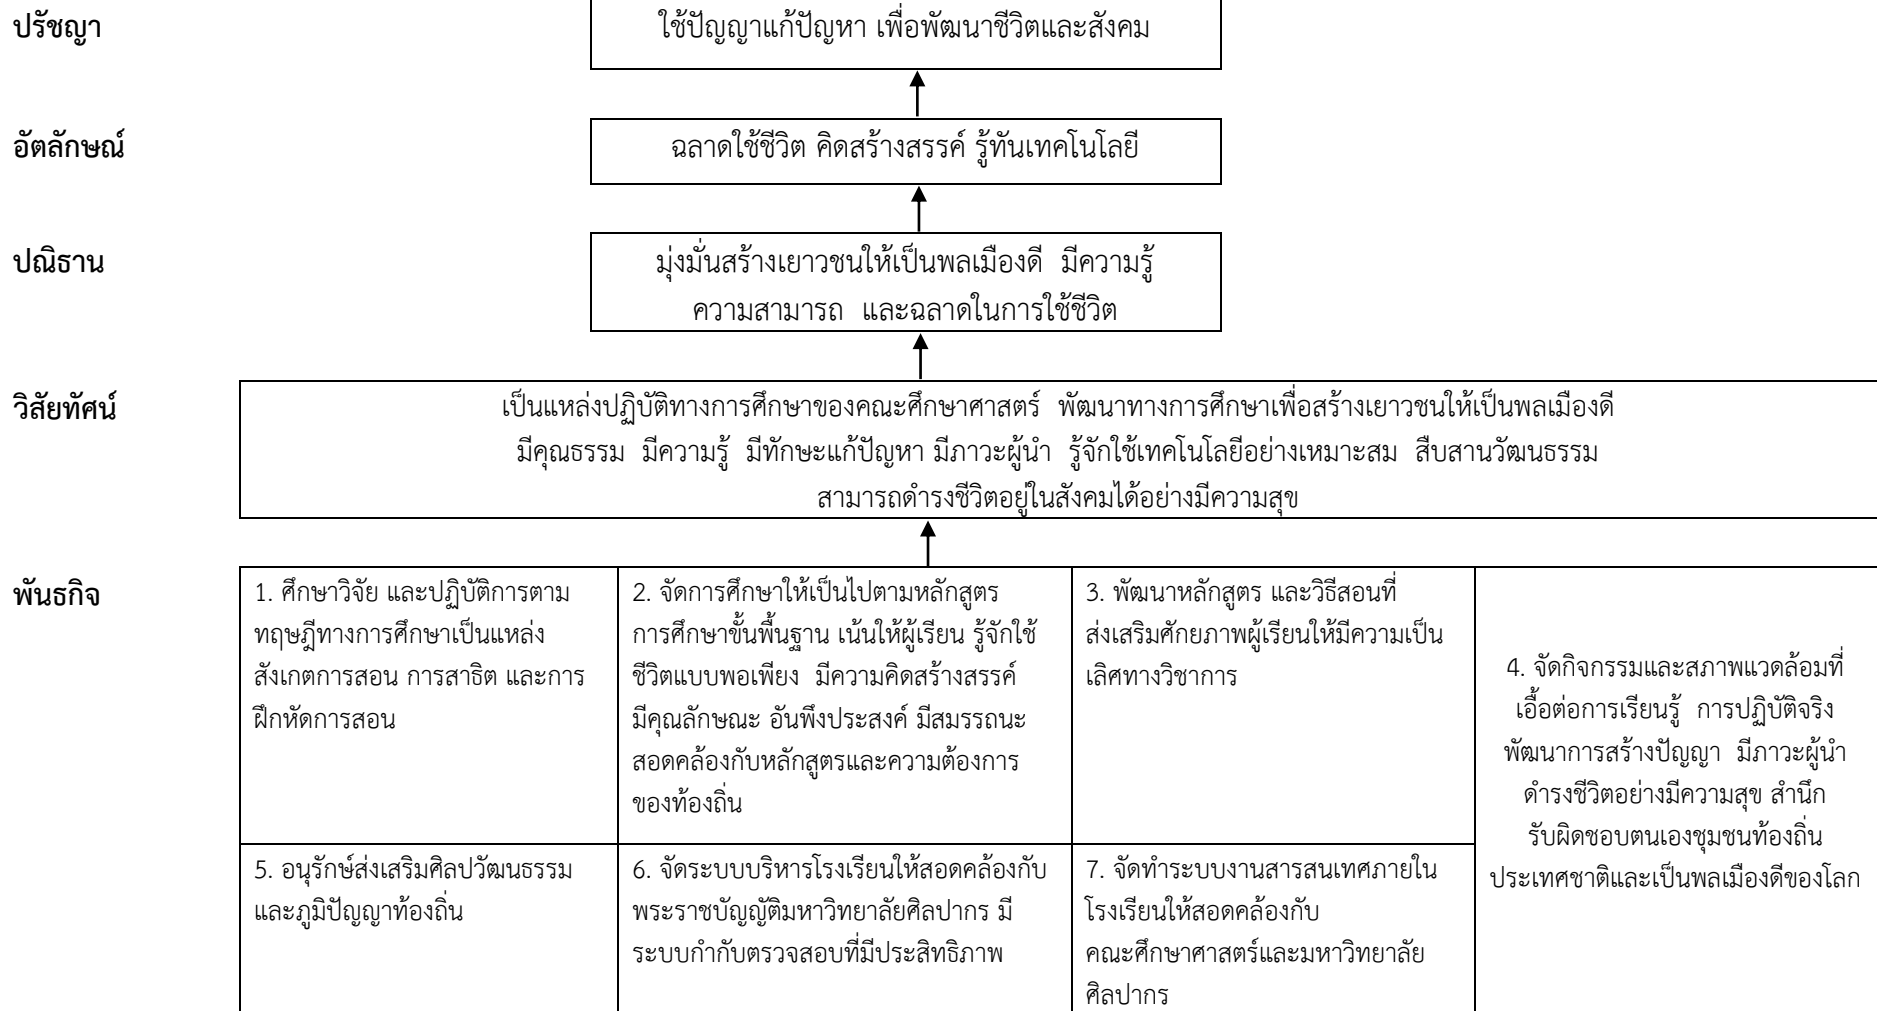 ปรัชญา
ใช้ปัญญาแก้ปัญหา เพื่อพัฒนาชีวิตและสังคม
อัตลักษณ์
ฉลาดใช้ชีวิต คิดสร้างสรรค์ รู้ทันเทคโนโลยี
ปณิธาน
มุ่งมั่นสร้างเยาวชนให้เป็นพลเมืองดี มีความรู้
ความสามารถ และฉลาดในการใช้ชีวิต
วิสัยทัศน์
เป็นแหล่งปฏิบัติทางการศึกษาของคณะศึกษาศาสตร์ พัฒนาทางการศึกษาเพื่อสร้างเยาวชนให้เป็นพลเมืองดี
มีคุณธรรม มีความรู้ มีทักษะแก้ปัญหา มีภาวะผู้นำ รู้จักใช้เทคโนโลยีอย่างเหมาะสม สืบสานวัฒนธรรม
สามารถดำรงชีวิตอยู่ในสังคมได้อย่างมีความสุข
พันธกิจ
1. ศึกษาวิจัย และปฏิบัติการตาม
ทฤษฎีทางการศึกษาเป็นแหล่ง
สังเกตการสอน การสาธิต และการ
ฝึกหัดการสอน
2. จัดการศึกษาให้เป็นไปตามหลักสูตร
การศึกษาขั้นพื้นฐาน เน้นให้ผู้เรียน รู้จักใช้
ชีวิตแบบพอเพียง มีความคิดสร้างสรรค์
มีคุณลักษณะ อันพึงประสงค์ มีสมรรถนะ
สอดคล้องกับหลักสูตรและความต้องการ
ของท้องถิ่น
3. พัฒนาหลักสูตร และวิธีสอนที่
ส่งเสริมศักยภาพผู้เรียนให้มีความเป็น
เลิศทางวิชาการ
4. จัดกิจกรรมและสภาพแวดล้อมที่
เอื้อต่อการเรียนรู้ การปฏิบัติจริง
พัฒนาการสร้างปัญญา มีภาวะผู้นำ
ดำรงชีวิตอย่างมีความสุข สำนึก
รับผิดชอบตนเองชุมชนท้องถิ่น
ประเทศชาติและเป็นพลเมืองดีของโลก
5. อนุรักษ์ส่งเสริมศิลปวัฒนธรรม
และภูมิปัญญาท้องถิ่น
6. จัดระบบบริหารโรงเรียนให้สอดคล้องกับ
พระราชบัญญัติมหาวิทยาลัยศิลปากร มี
ระบบกำกับตรวจสอบที่มีประสิทธิภาพ
7. จัดทำระบบงานสารสนเทศภายใน
โรงเรียนให้สอดคล้องกับ
คณะศึกษาศาสตร์และมหาวิทยาลัย
ศิลปากร